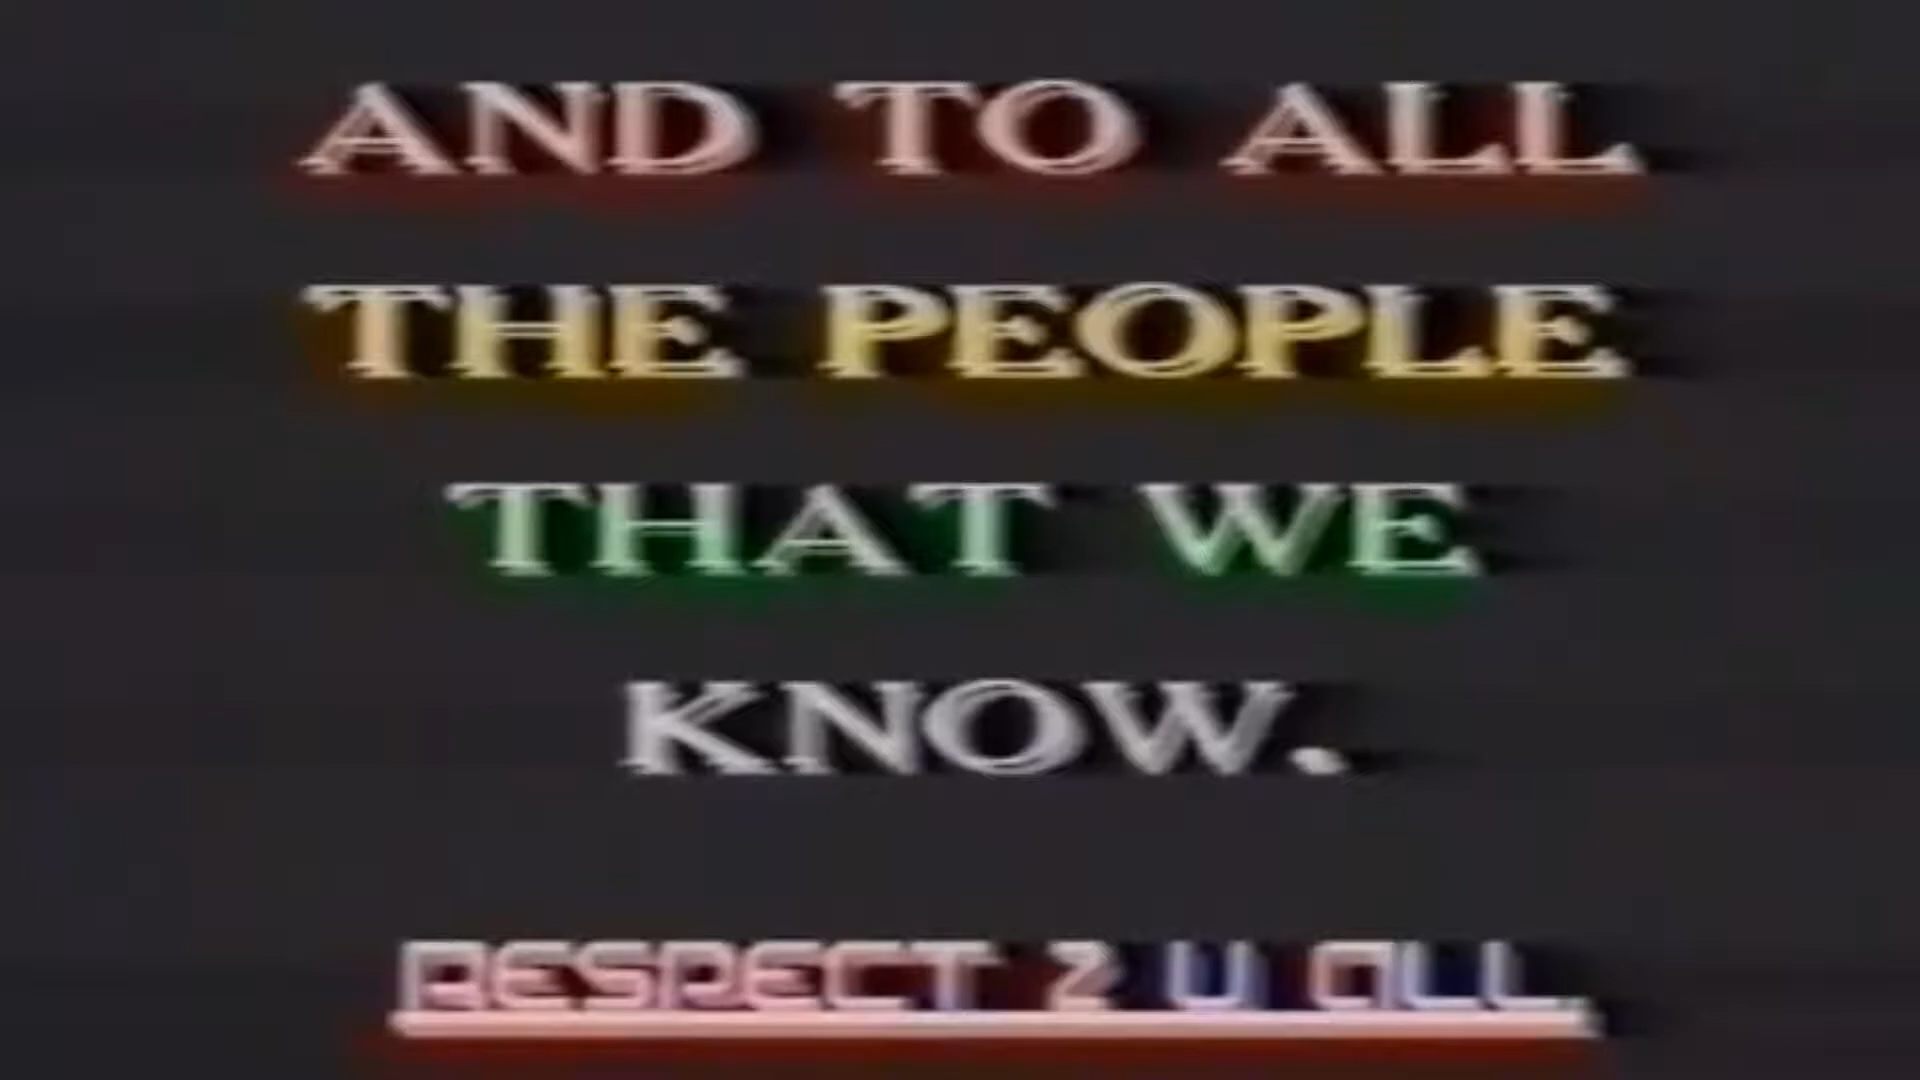 AND TO ALL
THE PEOPLE
THAT WE
KNOW.
RESPECT 2 U ALL.